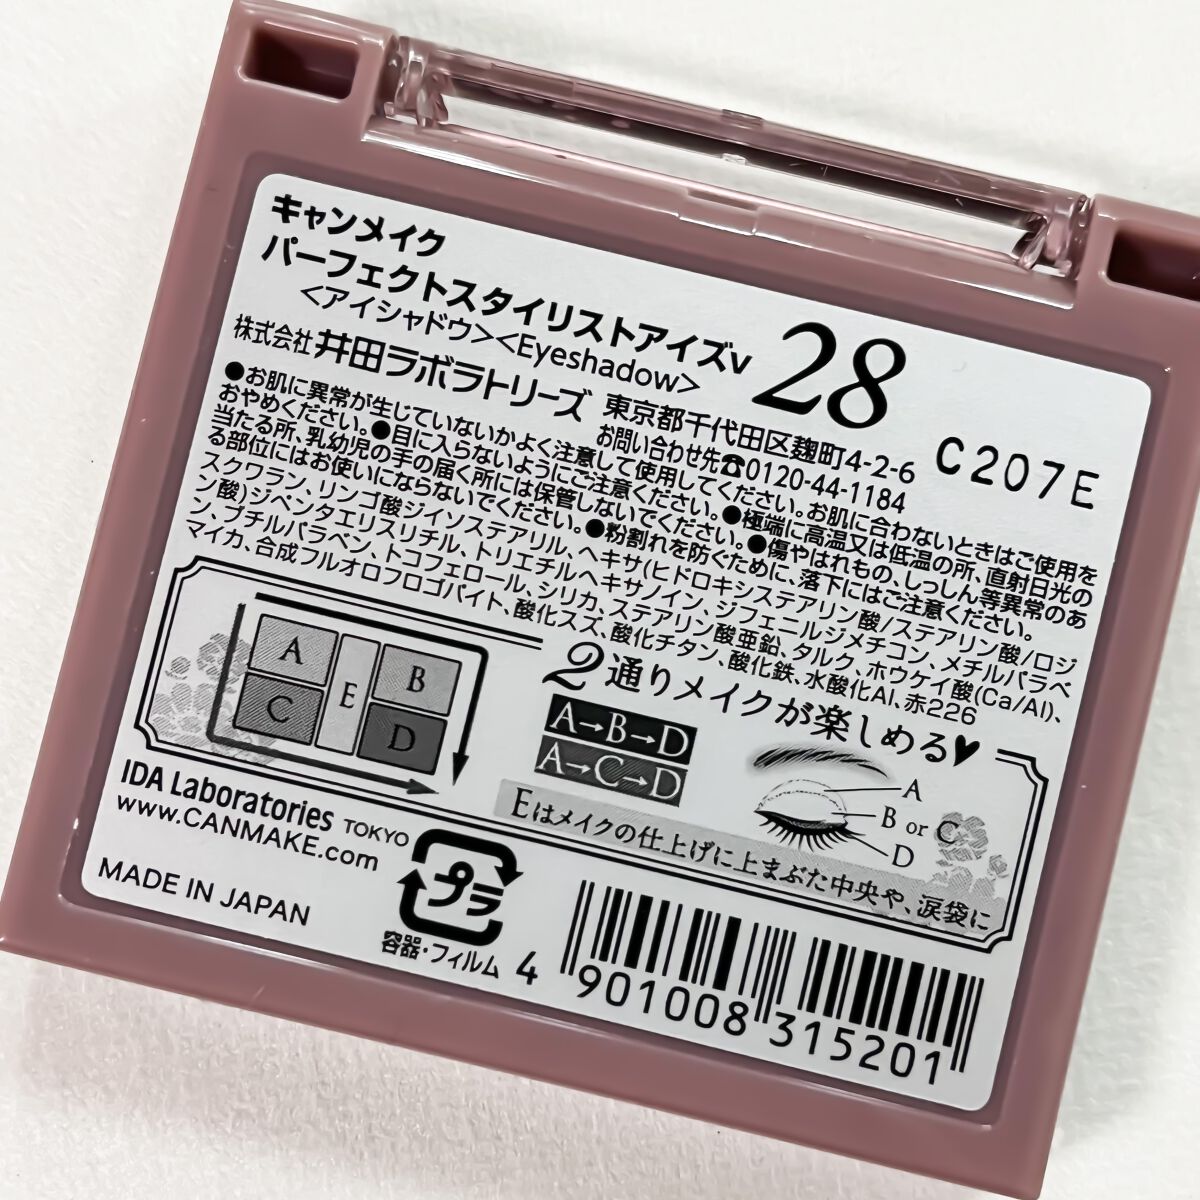 キャンメイク
パーフェクトスタイリストアイズv
<アイシャドウ><Eyeshadow>
28
株式会社 井田ラボラトリーズ 東京都千代田区麹町4-2-6
お問い合わせ先☎0120-44-1184
C207E
●お肌に異常が生じていないかよく注意して使用してください。お肌に合わないときはご使用を
おやめください。●目に入らないようにご注意ください。●極端に高温又は低温の所、直射日光の
当たる所、乳幼児の手の届く所には保管しないでください。●傷やはれもの、しっしん等異常のあ
る部位にはお使いにならないでください。●粉割れを防ぐために、落下にはご注意ください。
スクワラン、リンゴ酸ジイソステアリル、ヘキサ(ヒドロキシステアリン酸/ステアリン酸/ロジ
ン酸)ジペンタエリスリチル、トリエチルヘキサノイン、ジフェニルジメチコン、メチルパラベ
ン、ブチルパラベン、トコフェロール、シリカ、ステアリン酸亜鉛、タルク、ホウケイ酸(Ca/Al)、
マイカ、合成フルオロフロゴパイト、酸化スズ、酸化チタン、酸化鉄、水酸化Al、赤226
2通りメイクが楽しめる♥
A
B
E
C
D
A→B→D
A→C→D
A
B or C
D
Eはメイクの仕上げに上まぶた中央や、涙袋に
IDA Laboratories TOKYO
www.CANMAKE.com
MADE IN JAPAN
プラ
容器・フィルム
4 901008 315201